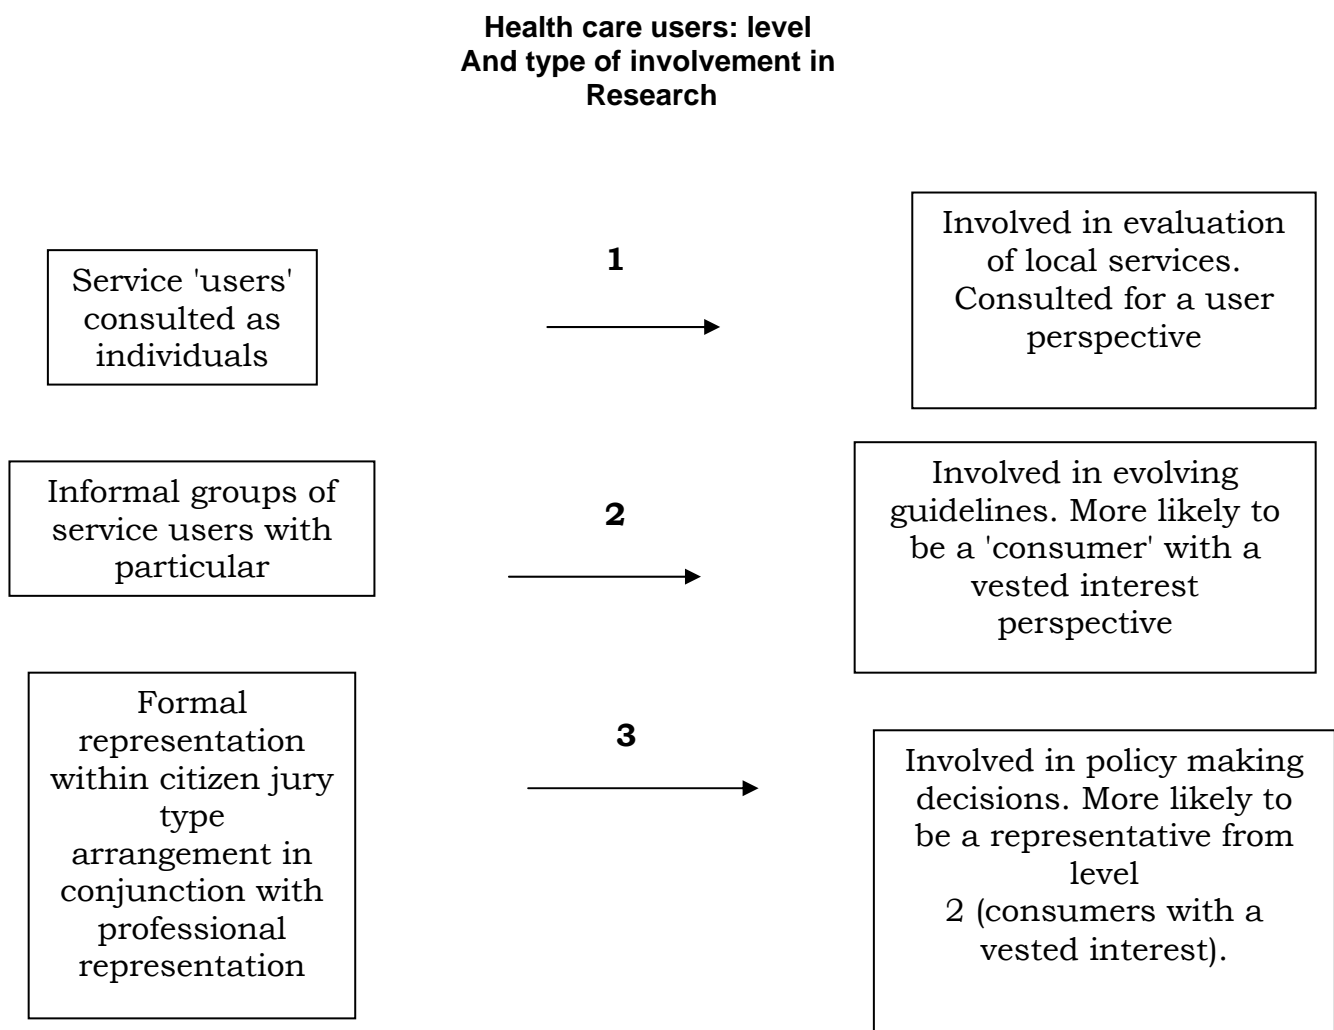 Health care users: level
And type of involvement in
Research
Service 'users'
consulted as
individuals
1
Involved in evaluation
of local services.
Consulted for a user
perspective
Informal groups of
service users with
particular
2
Involved in evolving
guidelines. More likely to
be a 'consumer' with a
vested interest
perspective
Formal
representation
within citizen jury
type
arrangement in
conjunction with
professional
representation
3
Involved in policy making
decisions. More likely to
be a representative from
level
2 (consumers with a
vested interest).